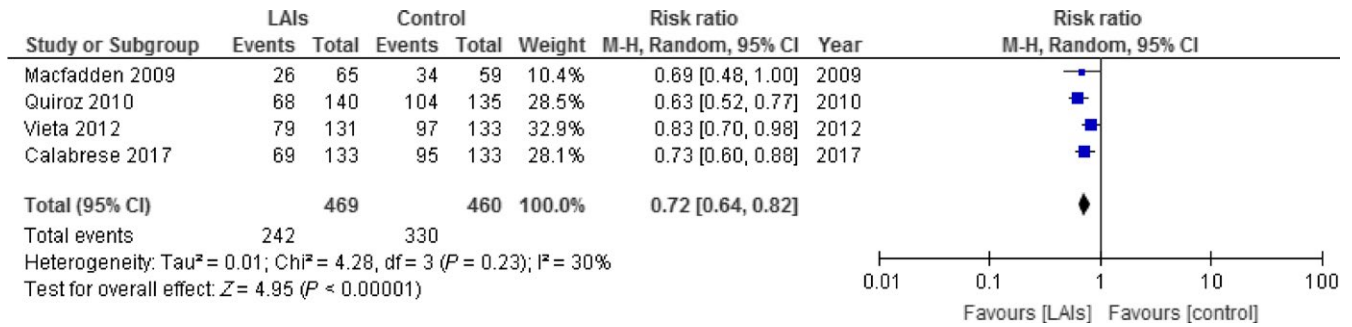 LAIs Control Risk ratio Risk ratio
Study or Subgroup Events Total Events Total Weight M-H, Random, 95% CI Year M-H, Random, 95% CI
Macfadden 2009 26 65 34 59 10.4% 0.69 [0.48, 1.00] 2009
Quiroz 2010 68 140 104 135 28.5% 0.63 [0.52, 0.77] 2010
Vieta 2012 79 131 97 133 32.9% 0.83 [0.70, 0.98] 2012
Calabrese 2017 69 133 95 133 28.1% 0.73 [0.60, 0.88] 2017
Total (95% CI) 469 460 100.0% 0.72 [0.64, 0.82]
Total events 242 330
Heterogeneity: Tau² = 0.01; Chi² = 4.28, df = 3 (P = 0.23); I² = 30%
Test for overall effect: Z = 4.95 (P < 0.00001)
0.01 0.1 1 10 100
Favours [LAIs] Favours [control]